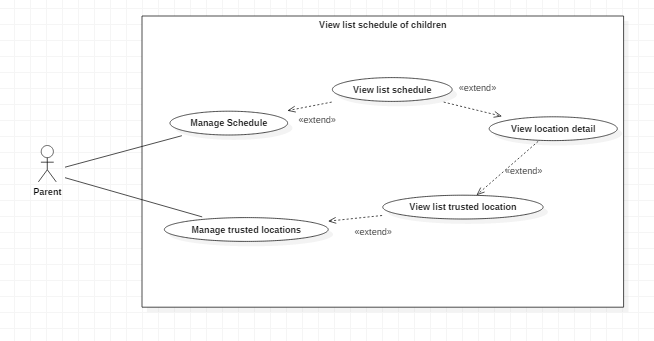 View list schedule of children
View list schedule
«extend»
«extend»
Manage Schedule
View location detail
«extend»
Parent
View list trusted location
Manage trusted locations
«extend»